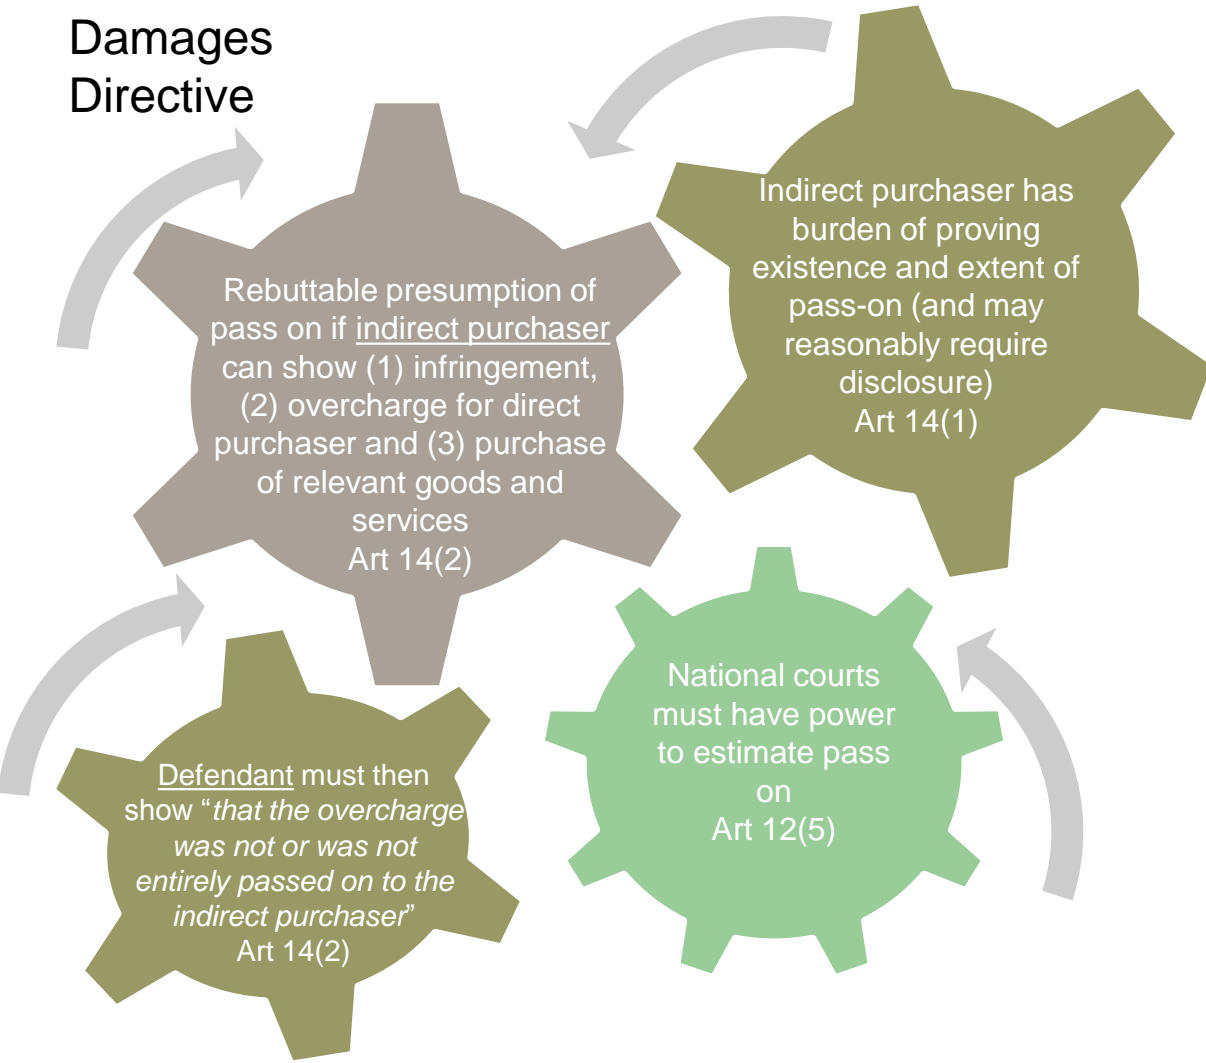 Damages
Directive
Indirect purchaser has
burden of proving
existence and extent of
pass-on (and may
reasonably require
disclosure)
Art 14(1)
Rebuttable presumption of
pass on if indirect purchaser
can show (1) infringement,
(2) overcharge for direct
purchaser and (3) purchase
of relevant goods and
services
Art 14(2)
Defendant must then
show “that the overcharge
was not or was not
entirely passed on to the
indirect purchaser”
Art 14(2)
National courts
must have power
to estimate pass
on
Art 12(5)